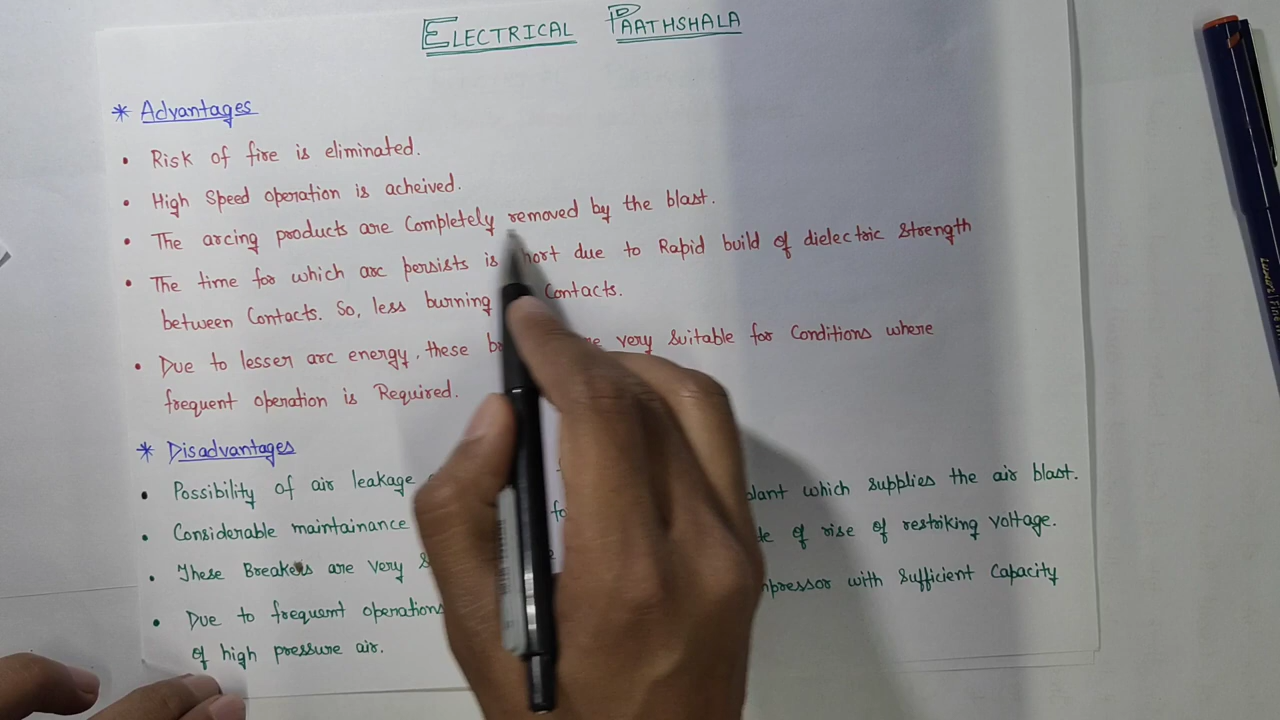 ELECTRICAL PAATHSHALA
* Advantages
• Risk of fire is eliminated.
• High Speed operation is acheived.
• The arcing products are Completely removed by the blast.
• The time for which arc persists is short due to Rapid build of dielectric strength
between Contacts. So, less burning Contacts.
• Due to lesser arc energy, these very suitable for Conditions where
frequent operation is Required.
* Disadvantages
• Possibility of air leakage plant which supplies the air blast.
• Considerable maintainance of rise of restriking voltage.
• These Breakers are very
• Due to frequent operations with sufficient Capacity
of high pressure air.